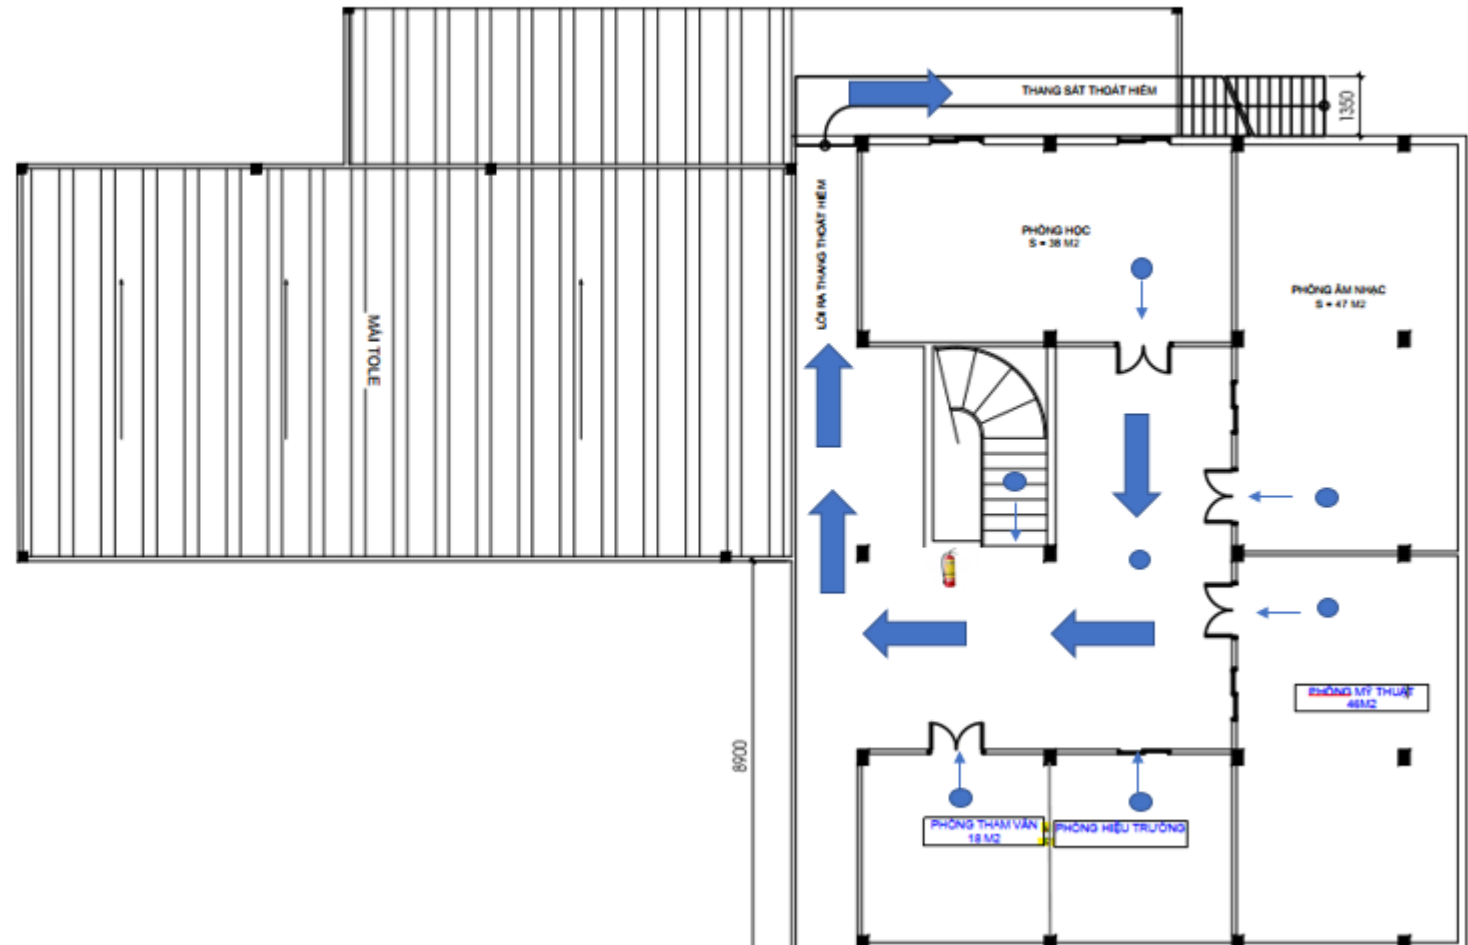 THANG SẮT THOÁT HIỂM
1350
LỐI RA THANG THOÁT HIỂM
PHÒNG HỌC
S = 38 M2
PHÒNG ÂM NHẠC
S = 47 M2
MÁI TOLE
PHÒNG MỸ THUẬT
46M2
8900
PHÒNG THAM VẤN
18 M2
PHÒNG HIỆU TRƯỞNG